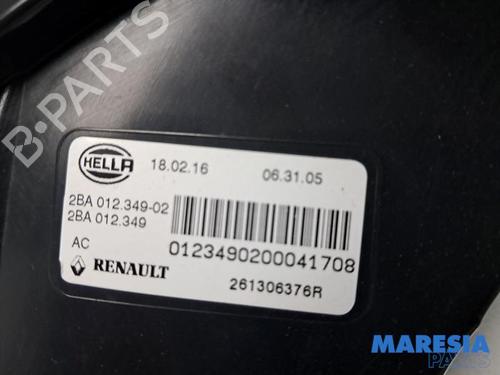 B-PARTS
HELLA
18.02.16 06.31.05
2BA 012.349-02
2BA 012.349
AC
0123490200041708
RENAULT
261306376R
MARESIA
PARTS